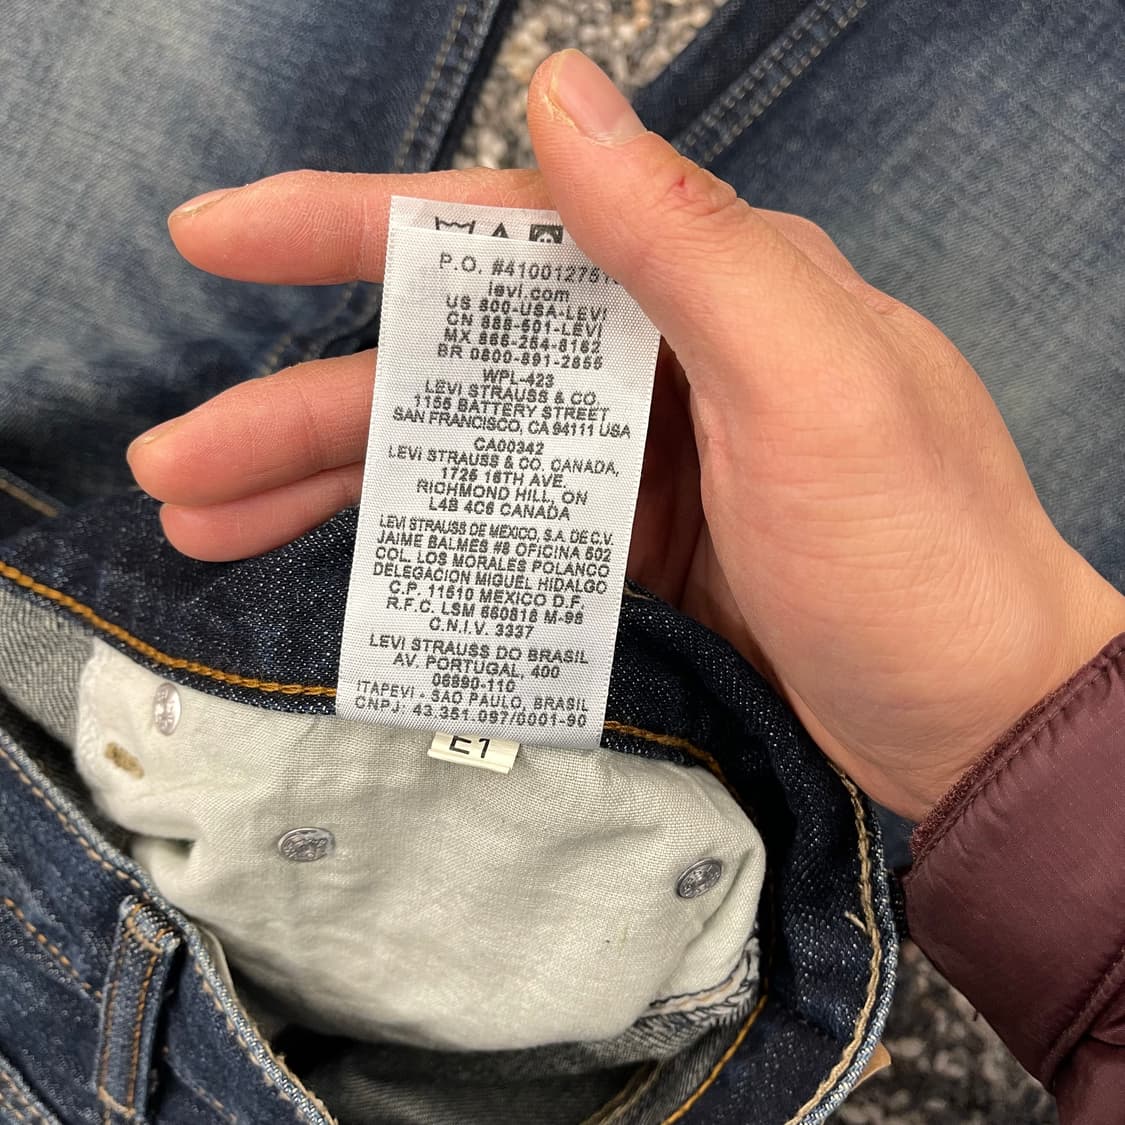 P.O. #410012751
levi.com
US 800-USA-LEVI
CN 888-501-LEVI
MX 866-264-8162
BR 0800-891-2855
WPL-423
LEVI STRAUSS & CO.
1155 BATTERY STREET
SAN FRANCISCO, CA 94111 USA
CA00342
LEVI STRAUSS & CO. CANADA,
1725 16TH AVE.
RICHMOND HILL, ON
L4B 4C6 CANADA
LEVI STRAUSS DE MEXICO, S.A. DE C.V.
JAIME BALMES #8 OFICINA 602
COL. LOS MORALES POLANCO
DELEGACION MIGUEL HIDALGO
C.P. 11510 MEXICO D.F.
R.F.C. LSM 660818 M-98
C.N.I.V. 3337
LEVI STRAUSS DO BRASIL
AV. PORTUGAL, 400
06690-110
ITAPEVI - SAO PAULO, BRASIL
CNPJ: 43.351.097/0001-90
E1